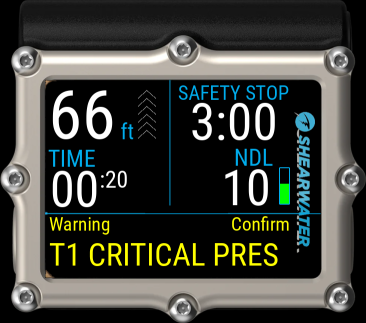 66 ft
SAFETY STOP
3:00
TIME
00:20
NDL
10
SHEARWATER
Warning
Confirm
T1 CRITICAL PRES